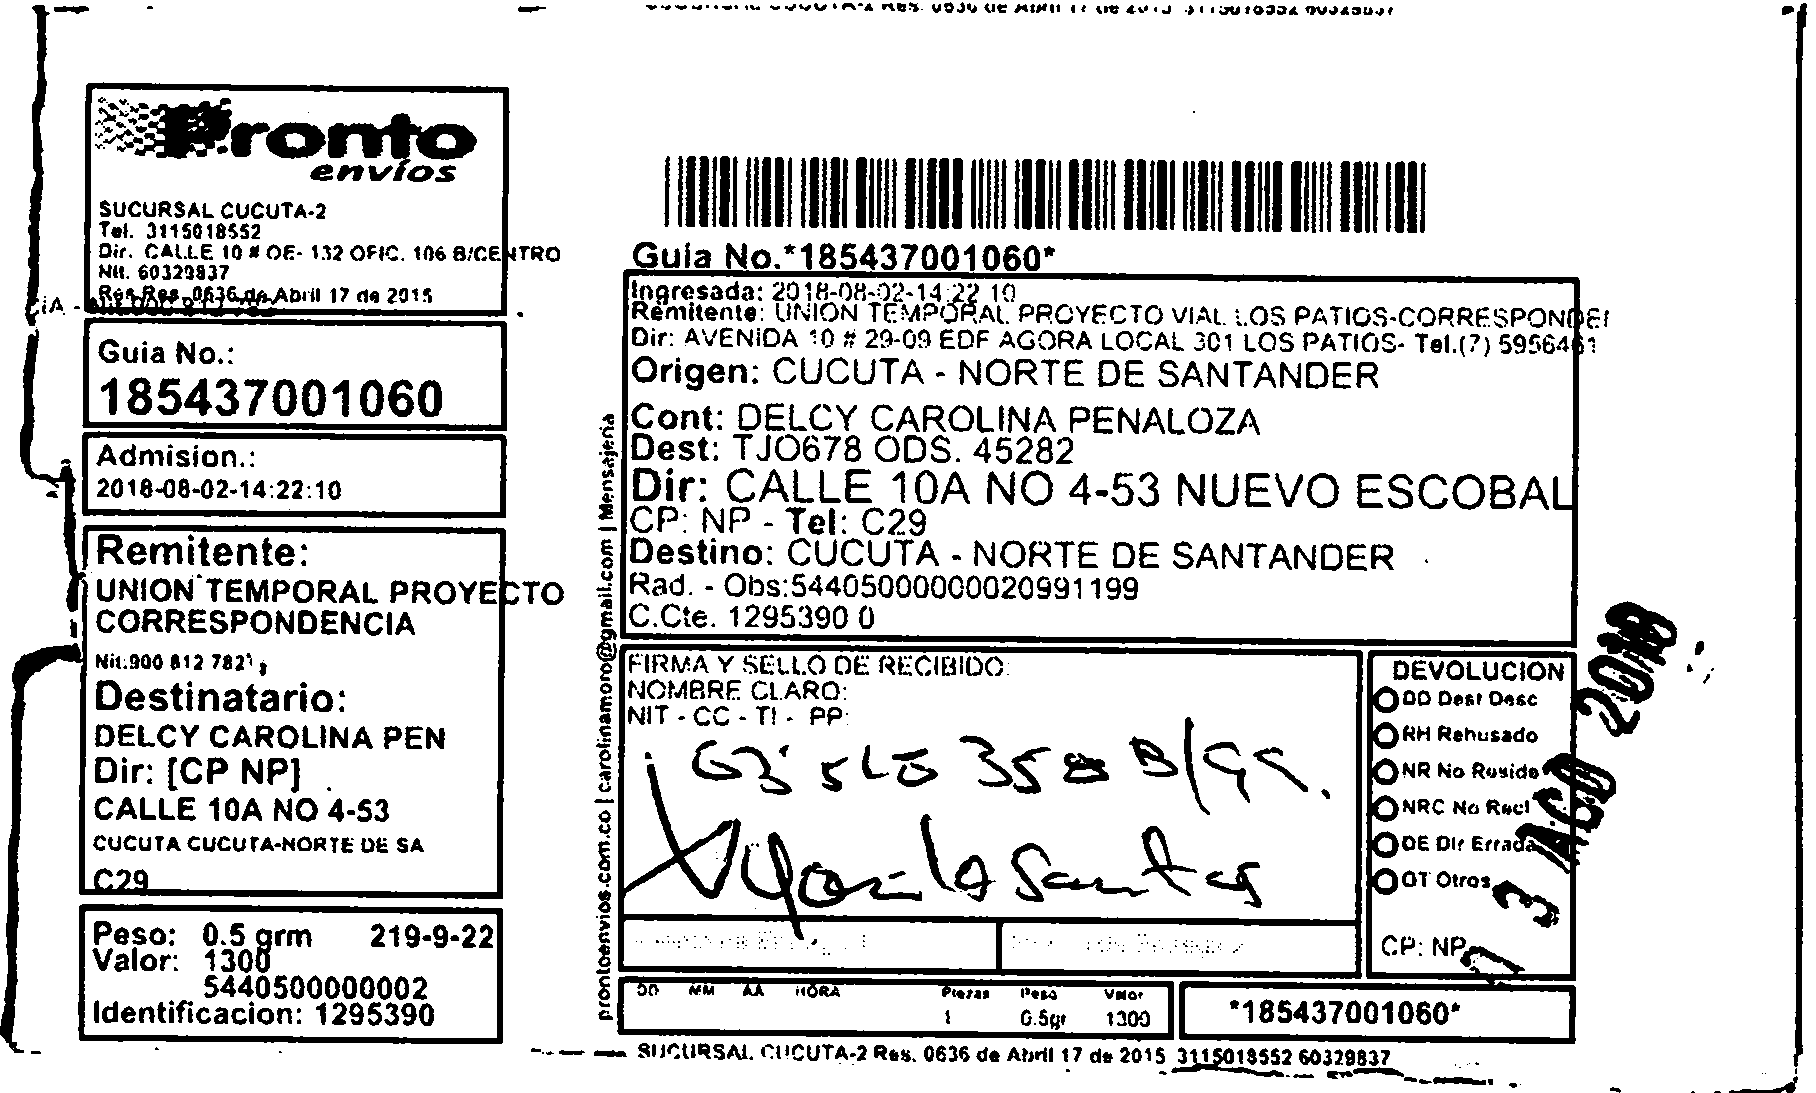 Pronto
envíos
SUCURSAL CUCUTA-2
Tel. 3115018552
Dir. CALLE 10 # OE- 132 OFIC. 106 B/CENTRO
Nit. 60329837
Res Res. 0636 de Abril 17 de 2015
Guia No.:
185437001060
Admision.:
2018-08-02-14:22:10
Remitente:
UNION TEMPORAL PROYECTO
CORRESPONDENCIA
Nit:900 812 782
Destinatario:
DELCY CAROLINA PEN
Dir: [CP NP]
CALLE 10A NO 4-53
CUCUTA CUCUTA-NORTE DE SA
C29
Peso: 0.5 grm 219-9-22
Valor: 1300
5440500000002
Identificacion: 1295390
prontoenvios.com.co | carolinamoro@gmail.com | Mensajeria
Guia No.*185437001060*
Ingresada: 2018-08-02-14:22 10
Remitente: UNION TEMPORAL PROYECTO VIAL LOS PATIOS-CORRESPONDEI
Dir: AVENIDA 10 # 29-09 EDF AGORA LOCAL 301 LOS PATIOS- Tel.(7) 5956461
Origen: CUCUTA - NORTE DE SANTANDER
Cont: DELCY CAROLINA PENALOZA
Dest: TJO678 ODS. 45282
Dir: CALLE 10A NO 4-53 NUEVO ESCOBAL
CP: NP - Tel: C29
Destino: CUCUTA - NORTE DE SANTANDER
Rad. - Obs:54405000000020991199
C.Cte. 1295390 0
FIRMA Y SELLO DE RECIBIDO:
NOMBRE CLARO:
NIT - CC - TI - PP:
Santos
DEVOLUCION
DD Dest Desc
RH Rehusado
NR No Reside
NRC No Recl
DE Dir Errada
OT Otros
CP: NP
13 AGO 2018
DD MM AA HORA
Piezas Peso Valor
1 0.5gr 1300
*185437001060*
SUCURSAL CUCUTA-2 Res. 0636 de Abril 17 de 2015 3115018552 60329837